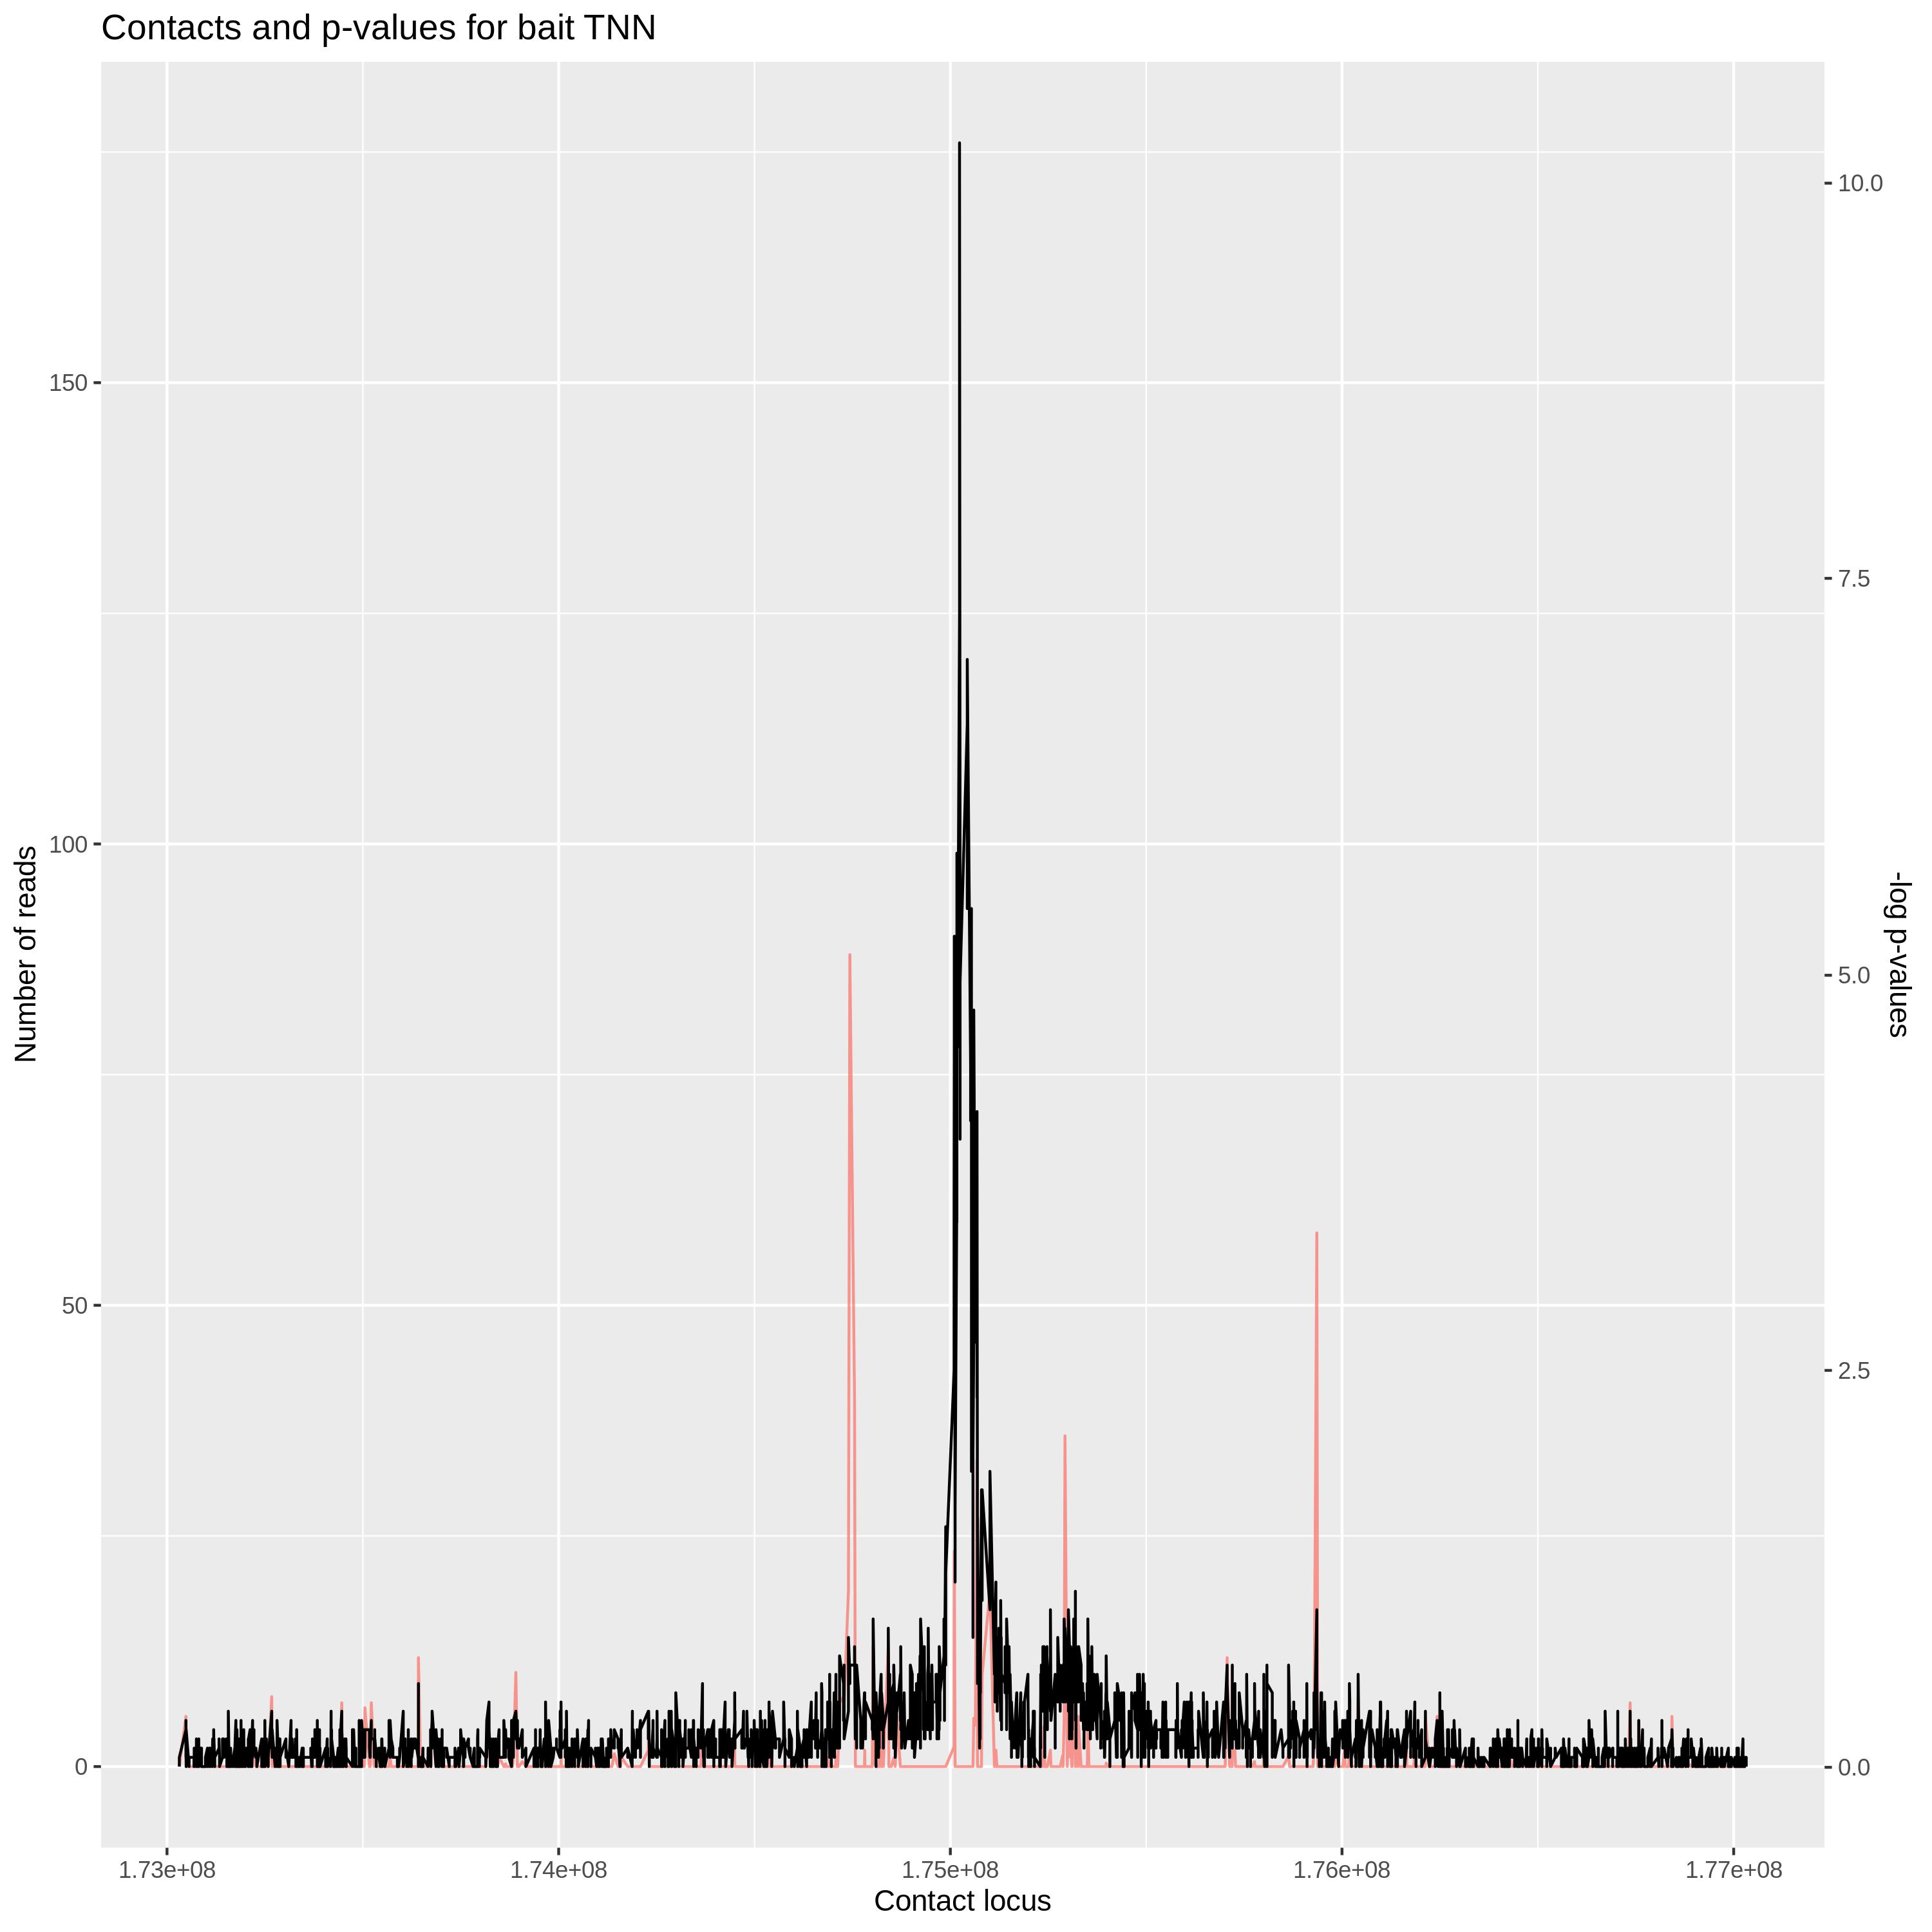 Contacts and p-values for bait TNN
150
100
50
0
10.0
7.5
5.0
2.5
0.0
Number of reads
-log p-values
1.73e+08
1.74e+08
1.75e+08
1.76e+08
1.77e+08
Contact locus